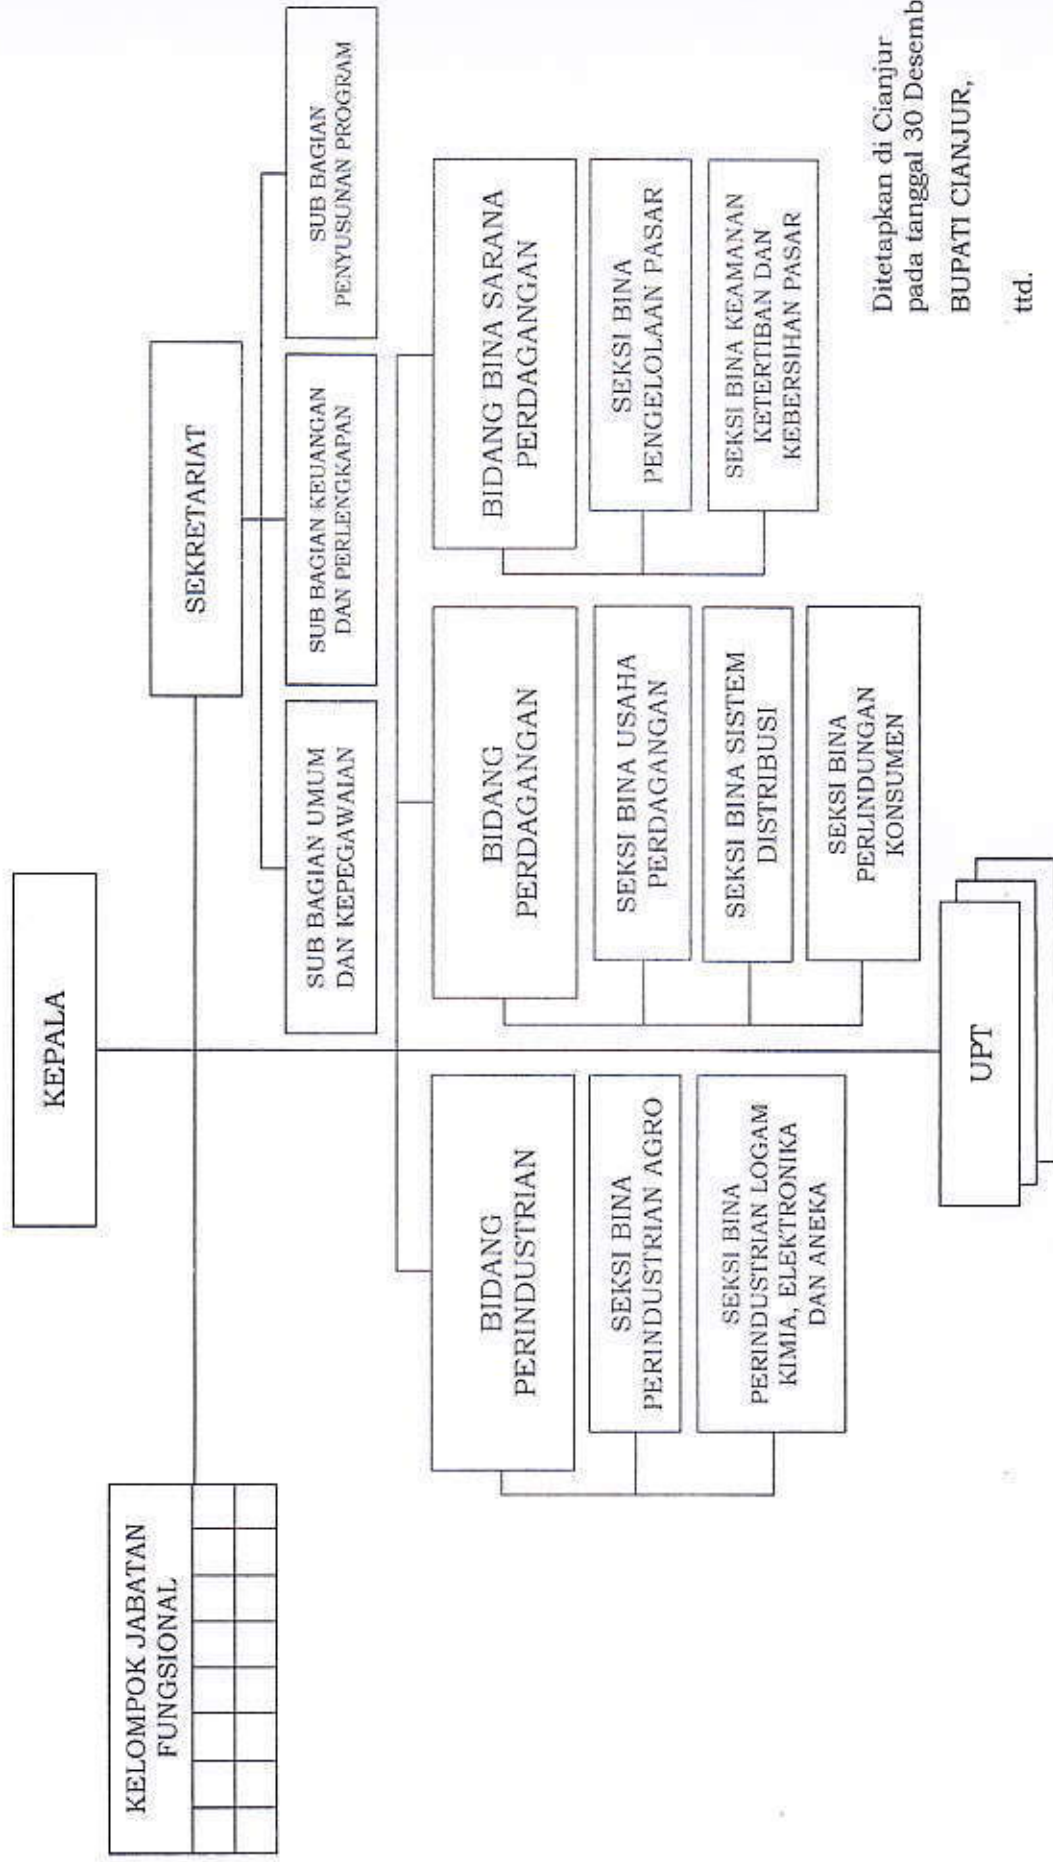 KEPALA
KELOMPOK JABATAN
FUNGSIONAL
SEKRETARIAT
SUB BAGIAN UMUM
DAN KEPEGAWAIAN
SUB BAGIAN KEUANGAN
DAN PERLENGKAPAN
SUB BAGIAN
PENYUSUNAN PROGRAM
BIDANG
PERINDUSTRIAN
SEKSI BINA
PERINDUSTRIAN AGRO
SEKSI BINA
PERINDUSTRIAN LOGAM
KIMIA, ELEKTRONIKA
DAN ANEKA
BIDANG
PERDAGANGAN
SEKSI BINA USAHA
PERDAGANGAN
SEKSI BINA SISTEM
DISTRIBUSI
SEKSI BINA
PERLINDUNGAN
KONSUMEN
BIDANG BINA SARANA
PERDAGANGAN
SEKSI BINA
PENGELOLAAN PASAR
SEKSI BINA KEAMANAN
KETERTIBAN DAN
KEBERSIHAN PASAR
UPT
Ditetapkan di Cianjur
pada tanggal 30 Desemb
BUPATI CIANJUR,
ttd.